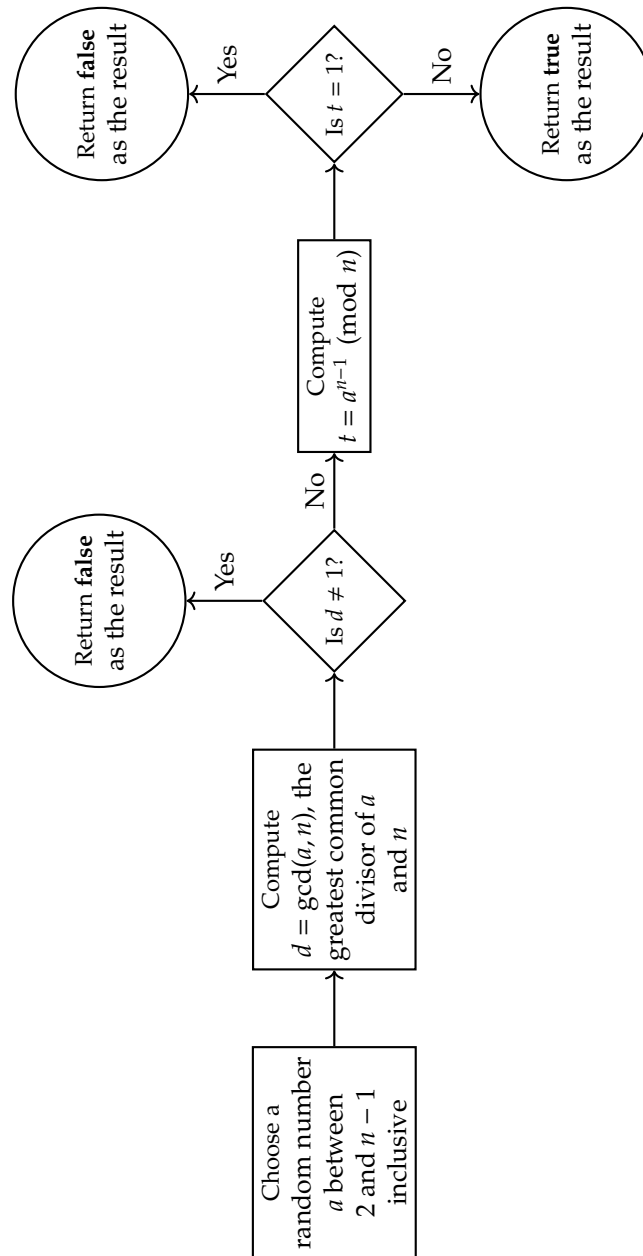 Choose a
random number
a between
2 and n − 1
inclusive
Compute
d = gcd(a, n), the
greatest common
divisor of a
and n
Is d ≠ 1?
Yes
Return false
as the result
No
Compute
t = aⁿ⁻¹ (mod n)
Is t = 1?
Yes
Return false
as the result
No
Return true
as the result